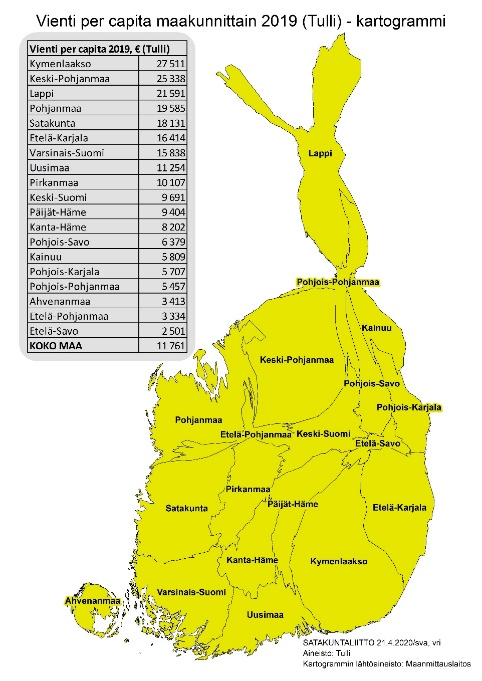 Vienti per capita maakunnittain 2019 (Tulli) - kartogrammi
Vienti per capita 2019, € (Tulli)
Kymenlaakso 27 511
Keski-Pohjanmaa 25 338
Lappi 21 591
Pohjanmaa 19 585
Satakunta 18 131
Etelä-Karjala 16 414
Varsinais-Suomi 15 838
Uusimaa 11 254
Pirkanmaa 10 107
Keski-Suomi 9 691
Päijät-Häme 9 404
Kanta-Häme 8 202
Pohjois-Savo 6 379
Kainuu 5 809
Pohjois-Karjala 5 707
Pohjois-Pohjanmaa 5 457
Ahvenanmaa 3 413
Etelä-Pohjanmaa 3 334
Etelä-Savo 2 501
KOKO MAA 11 761
Lappi
Pohjois-Pohjanmaa
Kainuu
Keski-Pohjanmaa
Pohjois-Savo
Pohjois-Karjala
Pohjanmaa
Etelä-Pohjanmaa
Keski-Suomi
Etelä-Savo
Pirkanmaa
Päijät-Häme
Satakunta
Etelä-Karjala
Kanta-Häme
Kymenlaakso
Varsinais-Suomi
Ahvenanmaa
Uusimaa
SATAKUNTALIITTO 21.4.2020/sva, vri
Aineisto: Tulli
Kartogrammin lähtöaineisto: Maanmittauslaitos